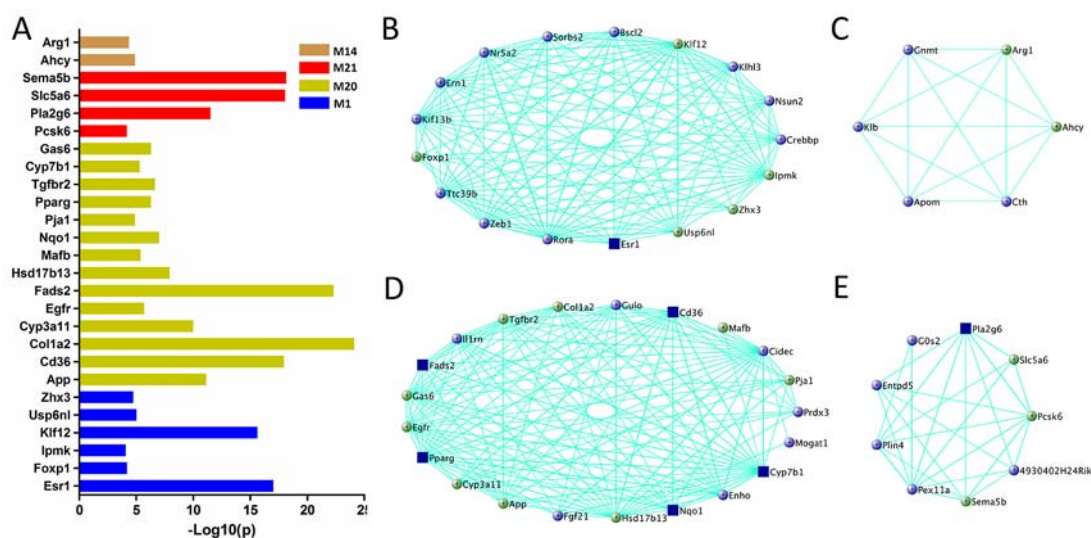 A
Arg1
Ahcy
Sema5b
Slc5a6
Pla2g6
Pcsk6
Gas6
Cyp7b1
Tgfbr2
Pparg
Pja1
Nqo1
Mafb
Hsd17b13
Fads2
Egfr
Cyp3a11
Col1a2
Cd36
App
Zhx3
Usp6nl
Klf12
Ipmk
Foxp1
Esr1
M14
M21
M20
M1
0 5 10 15 20 25
-Log10(p)
B
Sorbs2
Bscl2
Klf12
Nr5a2
Klhl3
Ern1
Nsun2
Kif13b
Crebbp
Foxp1
Ipmk
Ttc39b
Zhx3
Zeb1
Usp6nl
Rora
Esr1
C
Gnmt
Arg1
Klb
Ahcy
Apom
Cth
D
Col1a2
Gulo
Cd36
Tgfbr2
Mafb
Il1rn
Cidec
Fads2
Pja1
Gas6
Prdx3
Egfr
Mogat1
Pparg
Cyp7b1
Cyp3a11
Enho
App
Nqo1
Fgf21
Hsd17b13
E
Pla2g6
G0s2
Slc5a6
Entpd5
Pcsk6
Plin4
4930402H24Rik
Pex11a
Sema5b